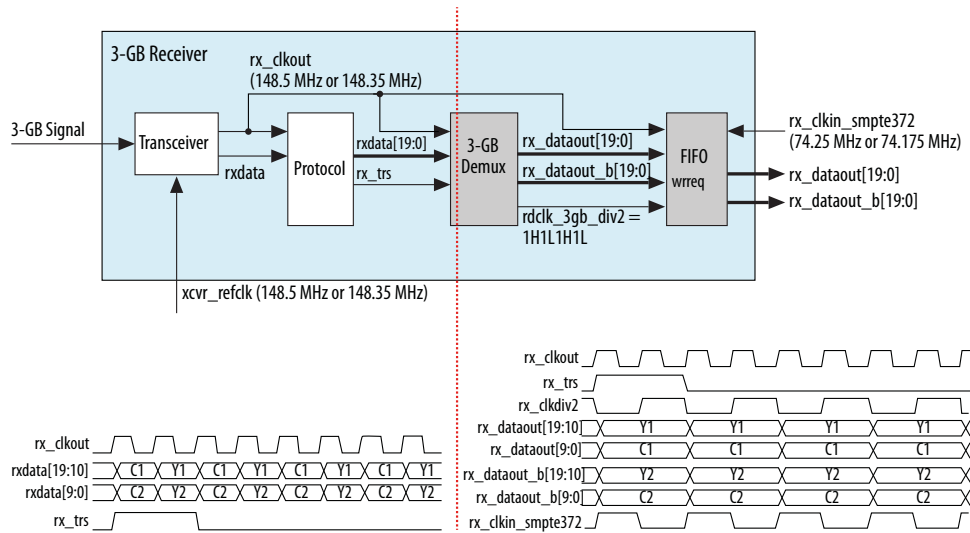 3-GB Receiver
rx_clkout
(148.5 MHz or 148.35 MHz)
3-GB Signal
Transceiver
rxdata
Protocol
rxdata[19:0]
rx_trs
3-GB
Demux
rx_dataout[19:0]
rx_dataout_b[19:0]
rdclk_3gb_div2 =
1H1L1H1L
FIFO
wrreq
rx_clkin_smpte372
(74.25 MHz or 74.175 MHz)
rx_dataout[19:0]
rx_dataout_b[19:0]
xcvr_refclk (148.5 MHz or 148.35 MHz)
rx_clkout
rxdata[19:10] C1 Y1 C1 Y1 C1 Y1 C1 Y1
rxdata[9:0] C2 Y2 C2 Y2 C2 Y2 C2 Y2
rx_trs
rx_clkout
rx_trs
rx_clkdiv2
rx_dataout[19:10] Y1 Y1 Y1 Y1
rx_dataout[9:0] C1 C1 C1 C1
rx_dataout_b[19:10] Y2 Y2 Y2 Y2
rx_dataout_b[9:0] C2 C2 C2 C2
rx_clkin_smpte372